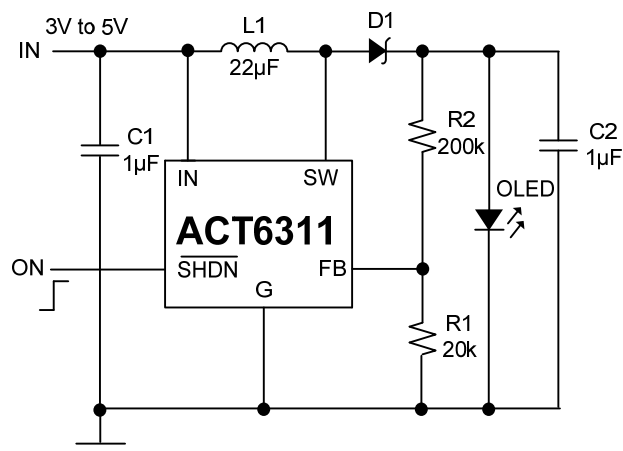 3V to 5V
L1
D1
IN
22µF
C1
1µF
R2
200k
C2
1µF
IN
SW
OLED
ACT6311
ON
SHDN
FB
G
R1
20k